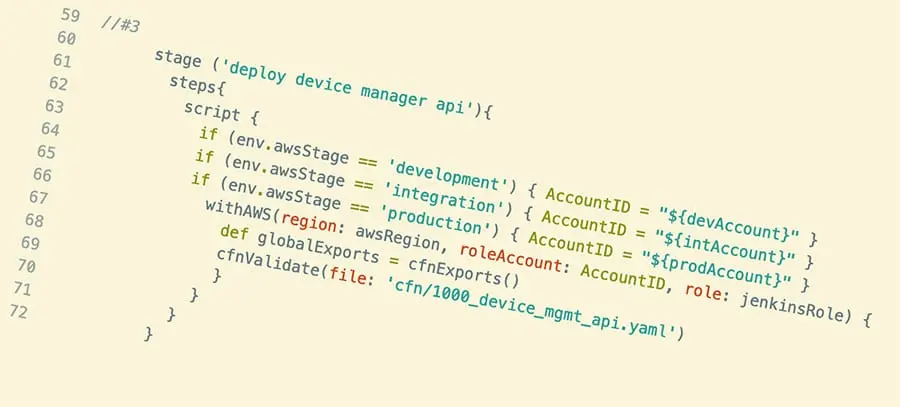 59 //#3
60 stage ('deploy device manager api'){
61 steps{
62 script {
63 if (env.awsStage == 'development') { AccountID = "${devAccount}" }
64 if (env.awsStage == 'integration') { AccountID = "${intAccount}" }
65 if (env.awsStage == 'production') { AccountID = "${prodAccount}" }
66 withAWS(region: awsRegion, roleAccount: AccountID, role: jenkinsRole) {
67 def globalExports = cfnExports()
68 cfnValidate(file: 'cfn/1000_device_mgmt_api.yaml')
69 }
70 }
71 }
72 }